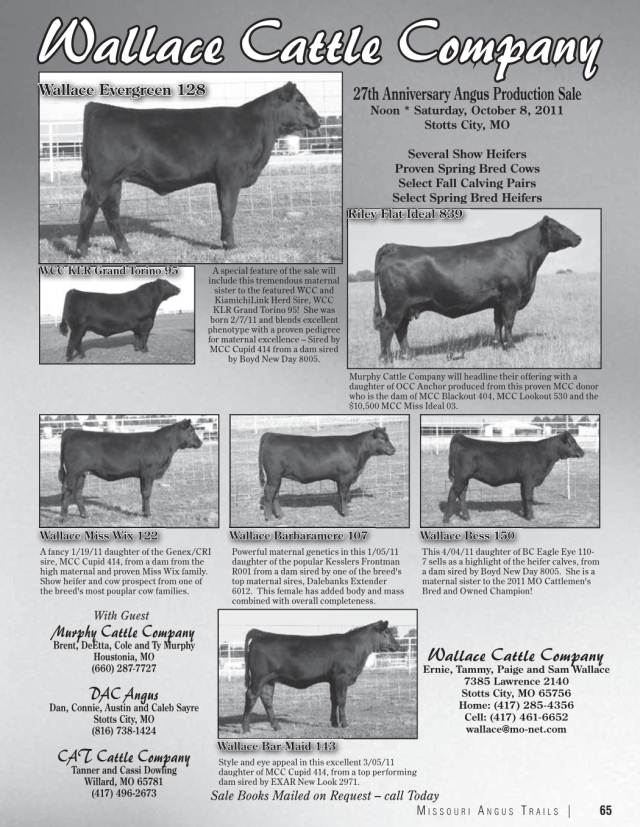 Wallace Cattle Company
Wallace Evergreen 128
27th Anniversary Angus Production Sale
Noon * Saturday, October 8, 2011
Stotts City, MO
Several Show Heifers
Proven Spring Bred Cows
Select Fall Calving Pairs
Select Spring Bred Heifers
Riley Flat Ideal 839
WCC KLR Grand Torino 95
A special feature of the sale will
include this tremendous maternal
sister to the featured WCC and
KiamichiLink Herd Sire, WCC
KLR Grand Torino 95! She was
born 2/7/11 and blends excellent
phenotype with a proven pedigree
for maternal excellence – Sired by
MCC Cupid 414 from a dam sired
by Boyd New Day 8005.
Murphy Cattle Company will headline their offering with a
daughter of OCC Anchor produced from this proven MCC donor
who is the dam of MCC Blackout 404, MCC Lookout 530 and the
$10,500 MCC Miss Ideal 03.
Wallace Miss Wix 122
A fancy 1/19/11 daughter of the Genex/CRI
sire, MCC Cupid 414, from a dam from the
high maternal and proven Miss Wix family.
Show heifer and cow prospect from one of
the breed's most pouplar cow families.
Wallace Barbaramere 107
Powerful maternal genetics in this 1/05/11
daughter of the popular Kesslers Frontman
R001 from a dam sired by one of the breed's
top maternal sires, Dalebanks Extender
6012. This female has added body and mass
combined with overall completeness.
Wallace Bess 150
This 4/04/11 daughter of BC Eagle Eye 110-
7 sells as a highlight of the heifer calves, from
a dam sired by Boyd New Day 8005. She is a
maternal sister to the 2011 MO Cattlemen's
Bred and Owned Champion!
With Guest
Murphy Cattle Company
Brent, DeEtta, Cole and Ty Murphy
Houstonia, MO
(660) 287-7727
DAC Angus
Dan, Connie, Austin and Caleb Sayre
Stotts City, MO
(816) 738-1424
CAT Cattle Company
Tanner and Cassi Dowling
Willard, MO 65781
(417) 496-2673
Wallace Bar Maid 143
Style and eye appeal in this excellent 3/05/11
daughter of MCC Cupid 414, from a top performing
dam sired by EXAR New Look 2971.
Wallace Cattle Company
Ernie, Tammy, Paige and Sam Wallace
7385 Lawrence 2140
Stotts City, MO 65756
Home: (417) 285-4356
Cell: (417) 461-6652
wallace@mo-net.com
Sale Books Mailed on Request – call Today
Missouri Angus Trails | 65